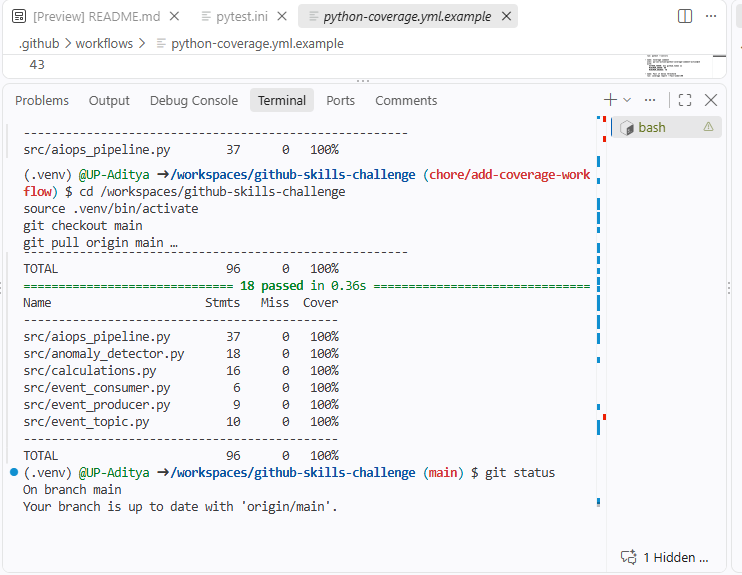 [Preview] README.md
pytest.ini
python-coverage.yml.example
.github > workflows > python-coverage.yml.example
43
Problems Output Debug Console Terminal Ports Comments
bash
-----------------------------------------------------
src/aiops_pipeline.py 37 0 100%
(.venv) @UP-Aditya ➜/workspaces/github-skills-challenge (chore/add-coverage-work
flow) $ cd /workspaces/github-skills-challenge
source .venv/bin/activate
git checkout main
git pull origin main …
-----------------------------------------------------
TOTAL 96 0 100%
============================= 18 passed in 0.36s ==============================
Name Stmts Miss Cover
-------------------------------------------
src/aiops_pipeline.py 37 0 100%
src/anomaly_detector.py 18 0 100%
src/calculations.py 16 0 100%
src/event_consumer.py 6 0 100%
src/event_producer.py 9 0 100%
src/event_topic.py 10 0 100%
-------------------------------------------
TOTAL 96 0 100%
(.venv) @UP-Aditya ➜/workspaces/github-skills-challenge (main) $ git status
On branch main
Your branch is up to date with 'origin/main'.
1 Hidden ...